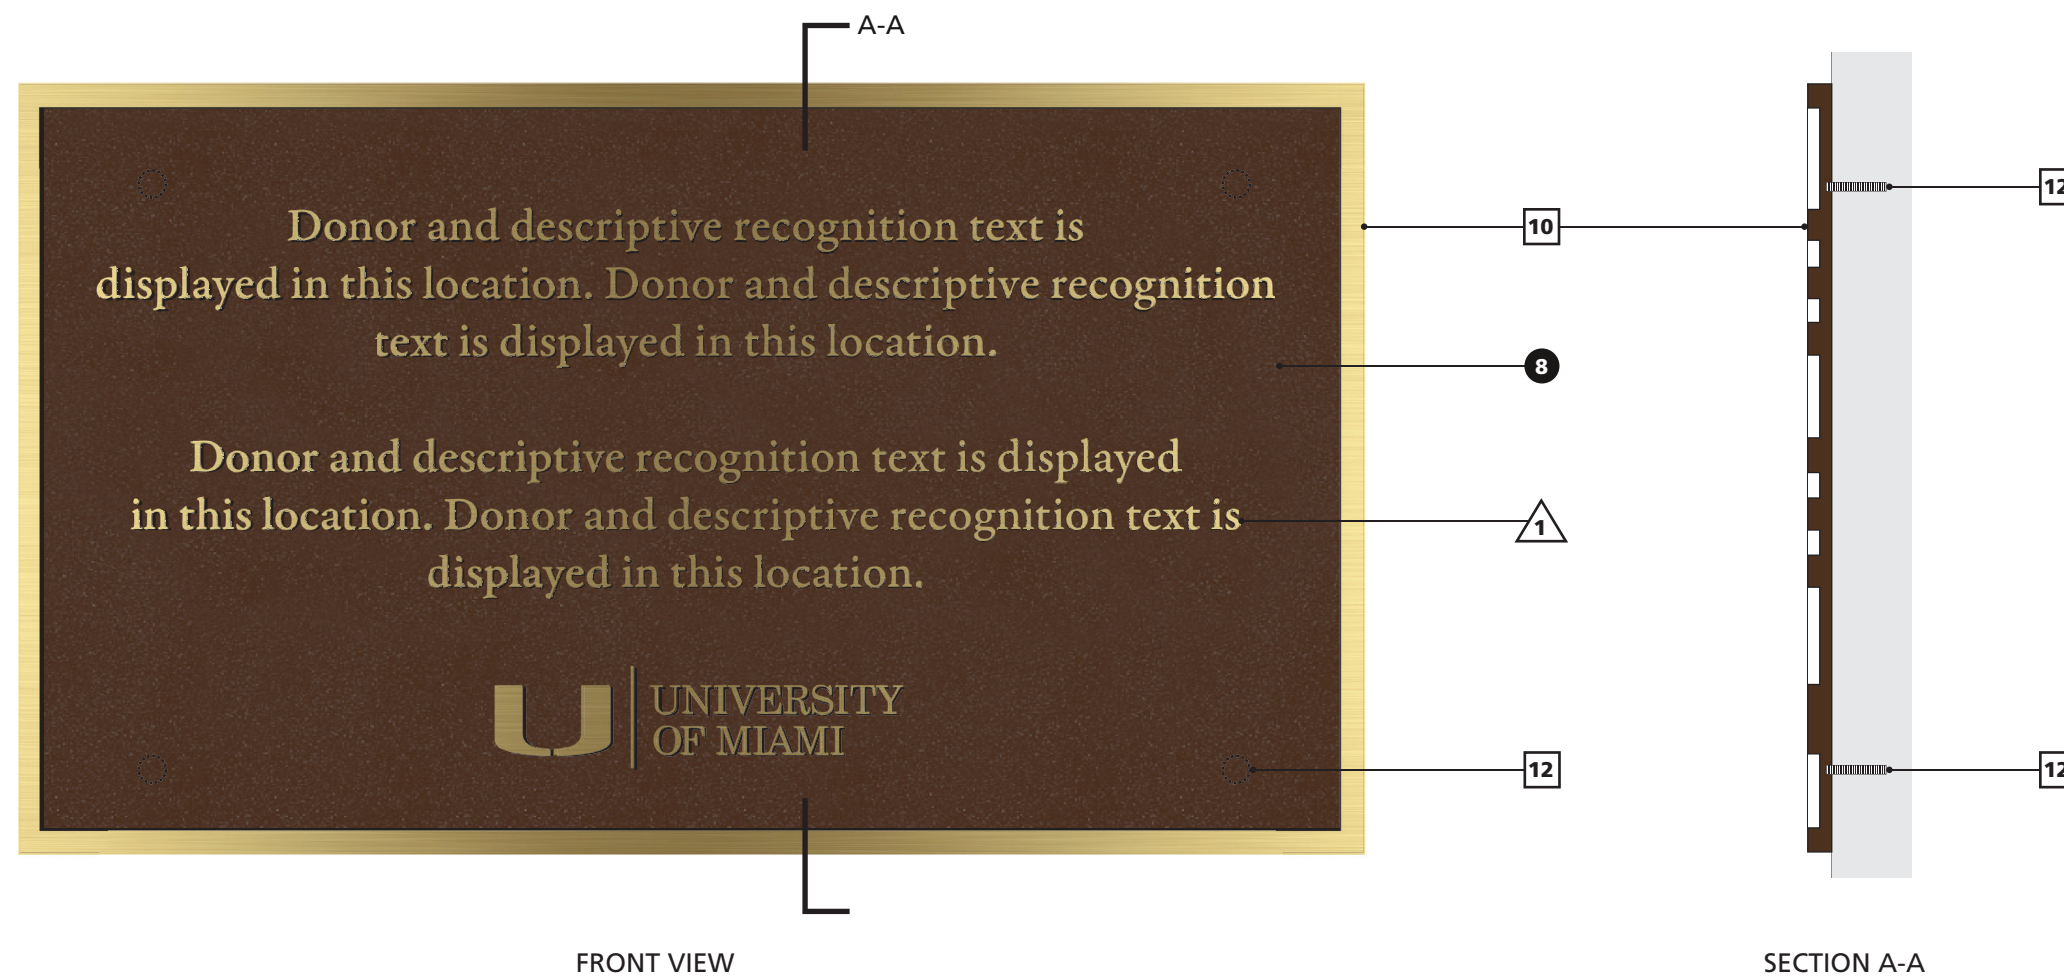 A-A
Donor and descriptive recognition text is
displayed in this location. Donor and descriptive recognition
text is displayed in this location.
Donor and descriptive recognition text is displayed
in this location. Donor and descriptive recognition text is
displayed in this location.
UNIVERSITY
OF MIAMI
10
8
1
12
12
12
FRONT VIEW
SECTION A-A